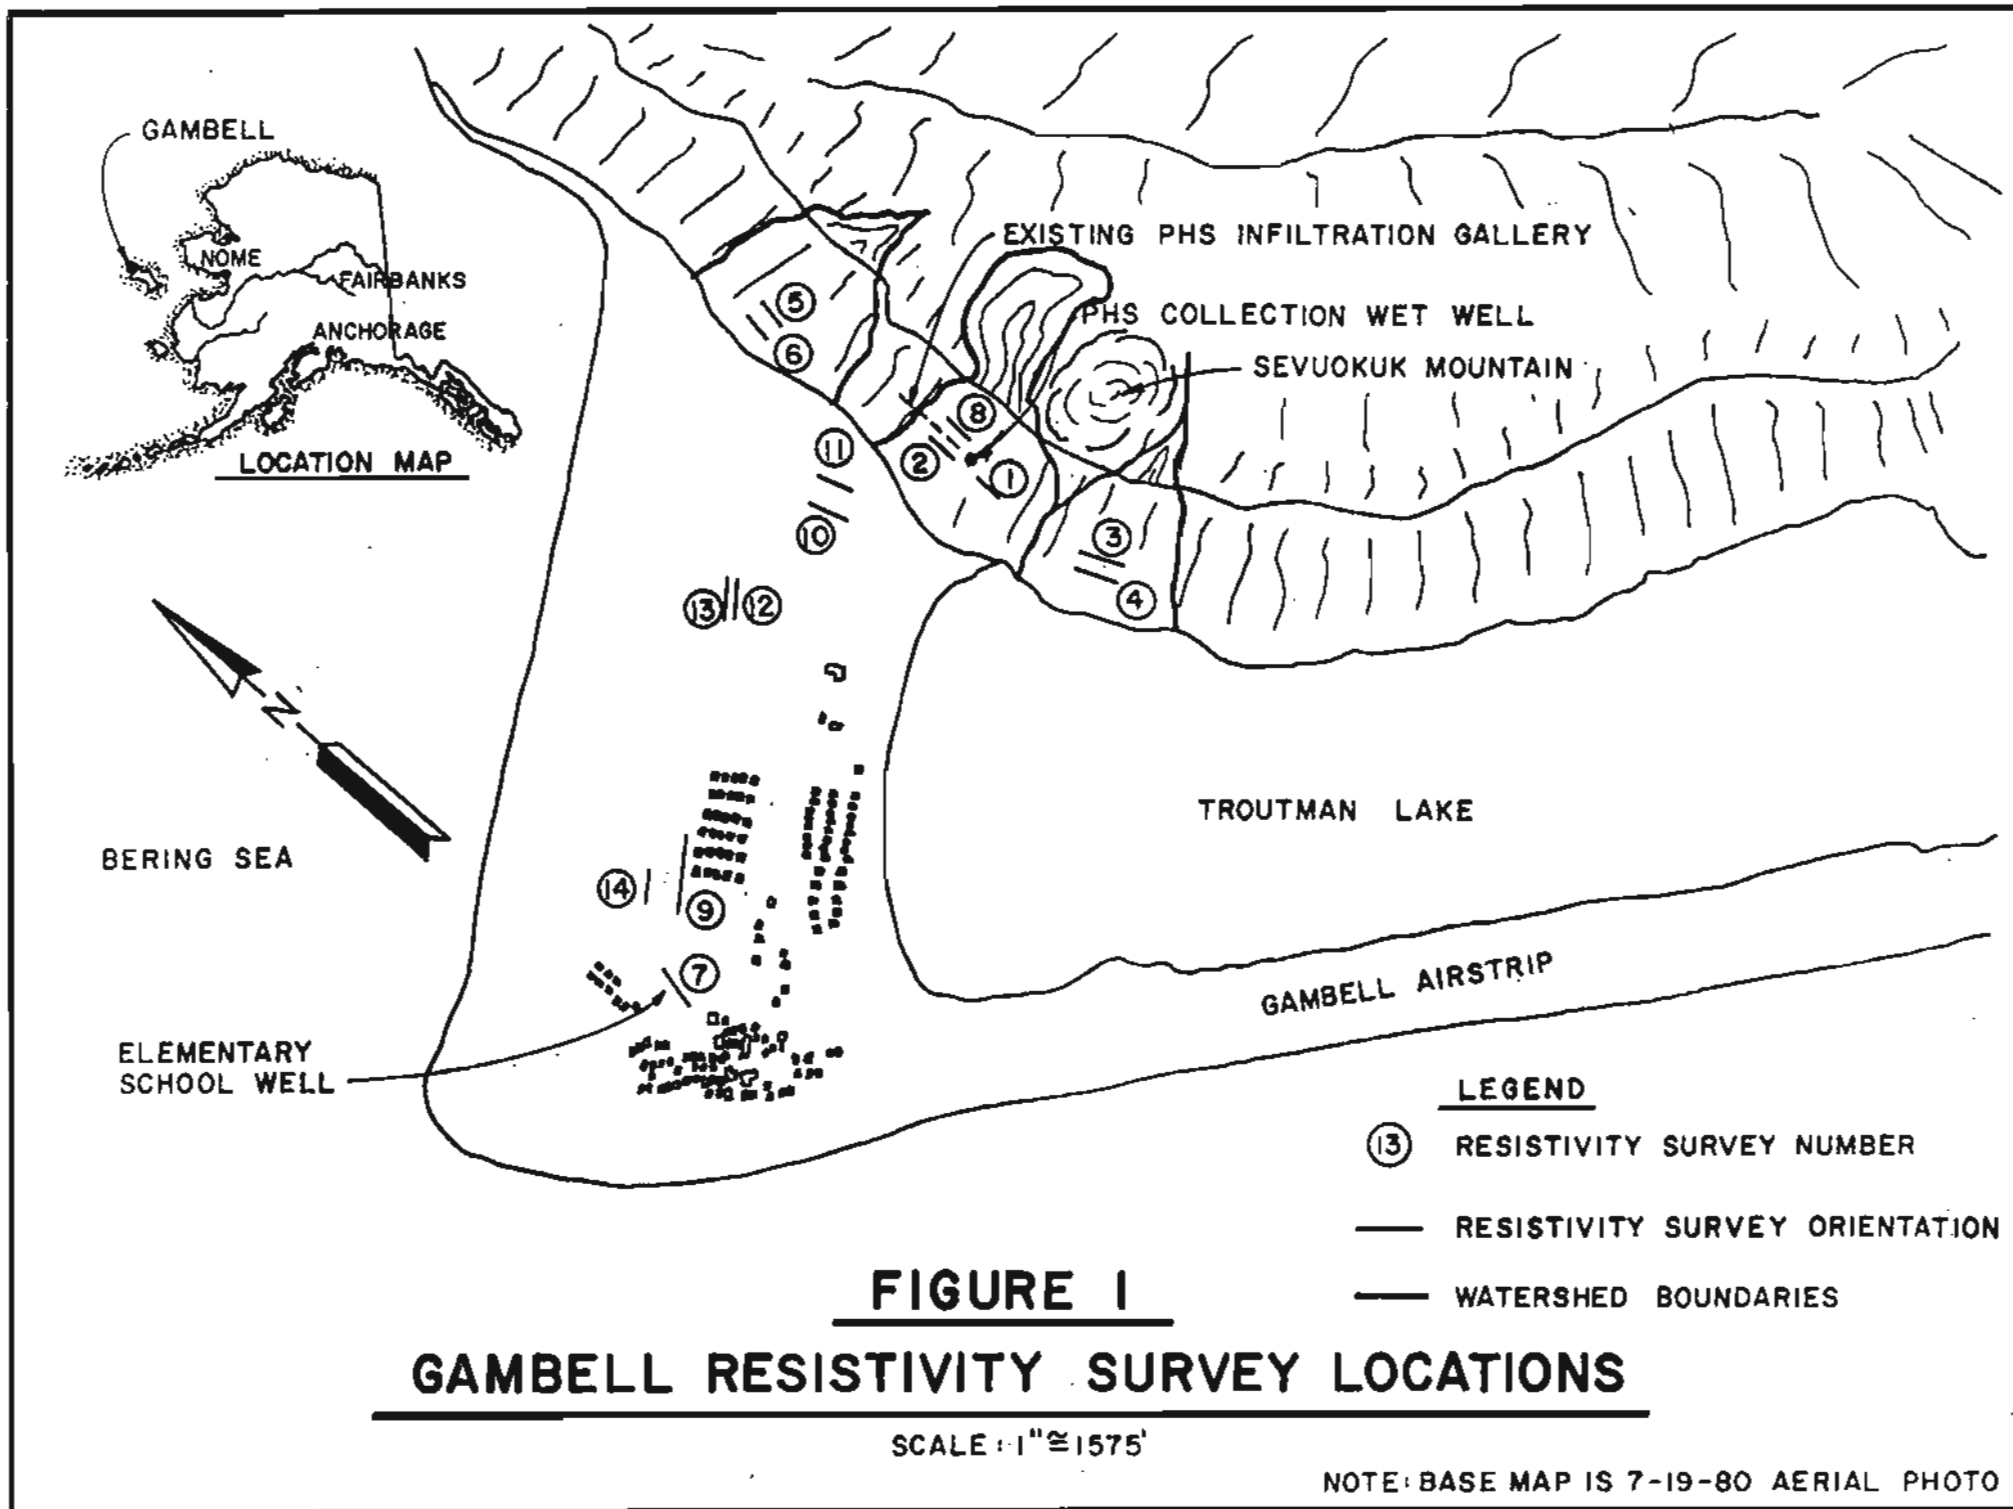 GAMBELL
NOME
FAIRBANKS
ANCHORAGE
LOCATION MAP
EXISTING PHS INFILTRATION GALLERY
PHS COLLECTION WET WELL
SEVUOKUK MOUNTAIN
5
6
8
2
1
11
10
3
4
13
12
N
BERING SEA
TROUTMAN LAKE
14
9
7
GAMBELL AIRSTRIP
ELEMENTARY
SCHOOL WELL
LEGEND
13 RESISTIVITY SURVEY NUMBER
RESISTIVITY SURVEY ORIENTATION
WATERSHED BOUNDARIES
FIGURE 1
GAMBELL RESISTIVITY SURVEY LOCATIONS
SCALE: 1"≅1575'
NOTE: BASE MAP IS 7-19-80 AERIAL PHOTO